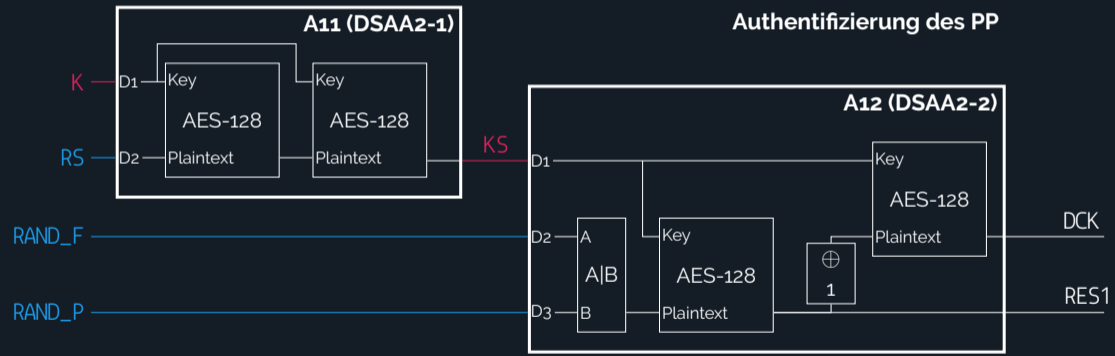 A11 (DSAA2-1)
Authentifizierung des PP
K
D1
Key
Key
AES-128
AES-128
RS
D2
Plaintext
Plaintext
KS
A12 (DSAA2-2)
D1
Key
AES-128
Plaintext
DCK
RAND_F
D2
A
A|B
Key
AES-128
Plaintext
⊕
1
RAND_P
D3
B
RES1